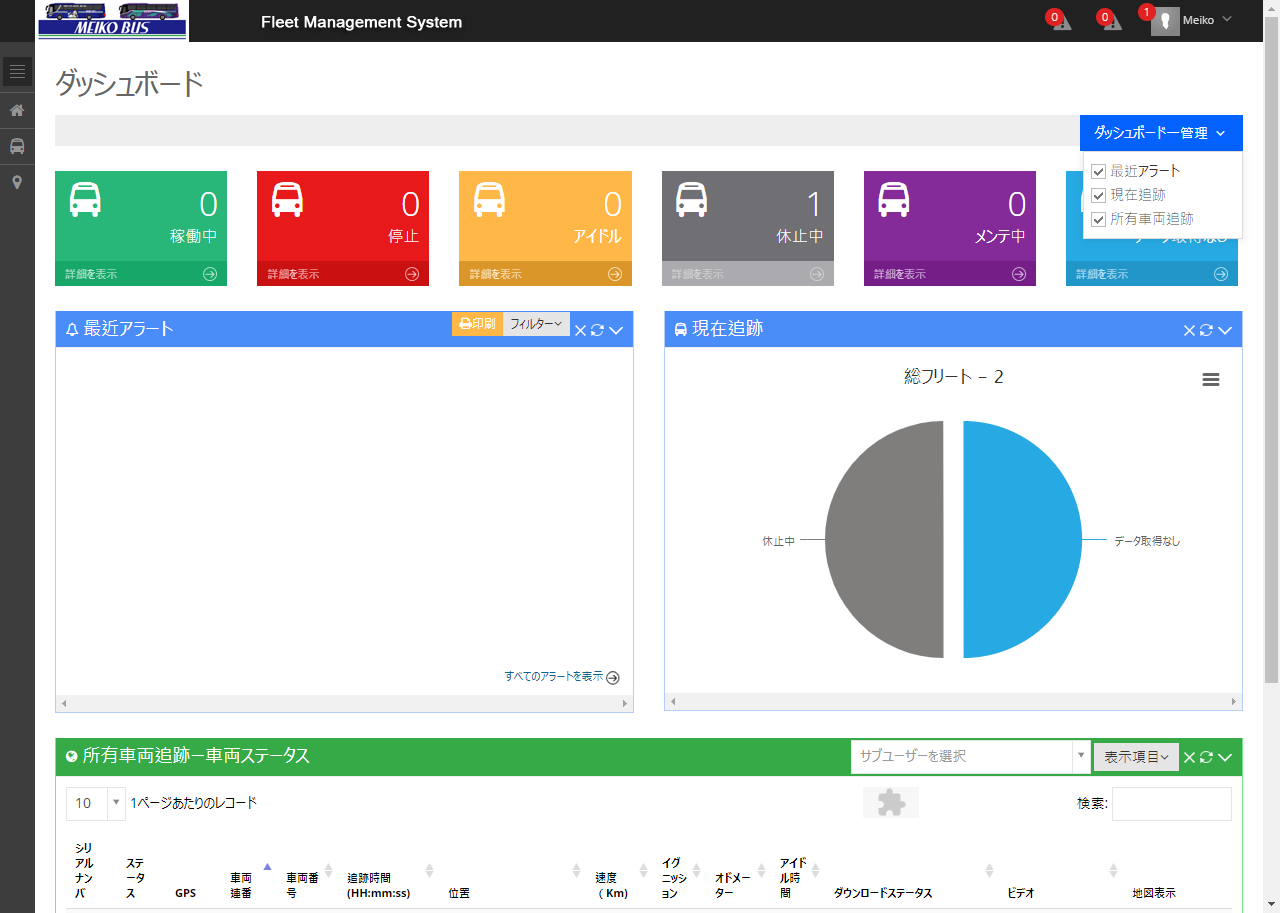 MEIKO BUS
Fleet Management System
0
0
1
Meiko
ダッシュボード
ダッシュボードー管理
最近アラート
現在追跡
所有車両追跡
0
稼働中
詳細を表示
0
停止
詳細を表示
0
アイドル
詳細を表示
1
休止中
詳細を表示
0
メンテ中
詳細を表示
データ取得なし
詳細を表示
最近アラート
印刷
フィルター
すべてのアラートを表示
現在追跡
総フリート – 2
休止中
データ取得なし
所有車両追跡ー車両ステータス
サブユーザーを選択
表示項目
10
1ページあたりのレコード
検索:
シリアルナンバ
ステータス
GPS
車両連番
車両番号
追跡時間
(HH:mm:ss)
位置
速度
( Km)
イグニッション
オドメーター
アイドル時間
ダウンロードステータス
ビデオ
地図表示